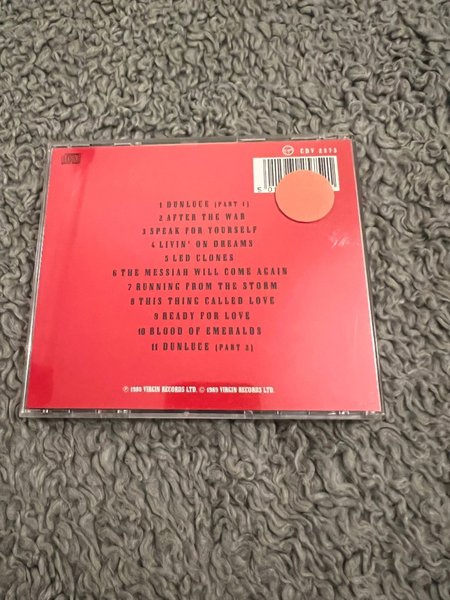 CDV 2575
5 01
1 DUNLUCE (PART 1)
2 AFTER THE WAR
3 SPEAK FOR YOURSELF
4 LIVIN' ON DREAMS
5 LED CLONES
6 THE MESSIAH WILL COME AGAIN
7 RUNNING FROM THE STORM
8 THIS THING CALLED LOVE
9 READY FOR LOVE
10 BLOOD OF EMERALDS
11 DUNLUCE (PART 2)
℗ 1989 VIRGIN RECORDS LTD. © 1989 VIRGIN RECORDS LTD.